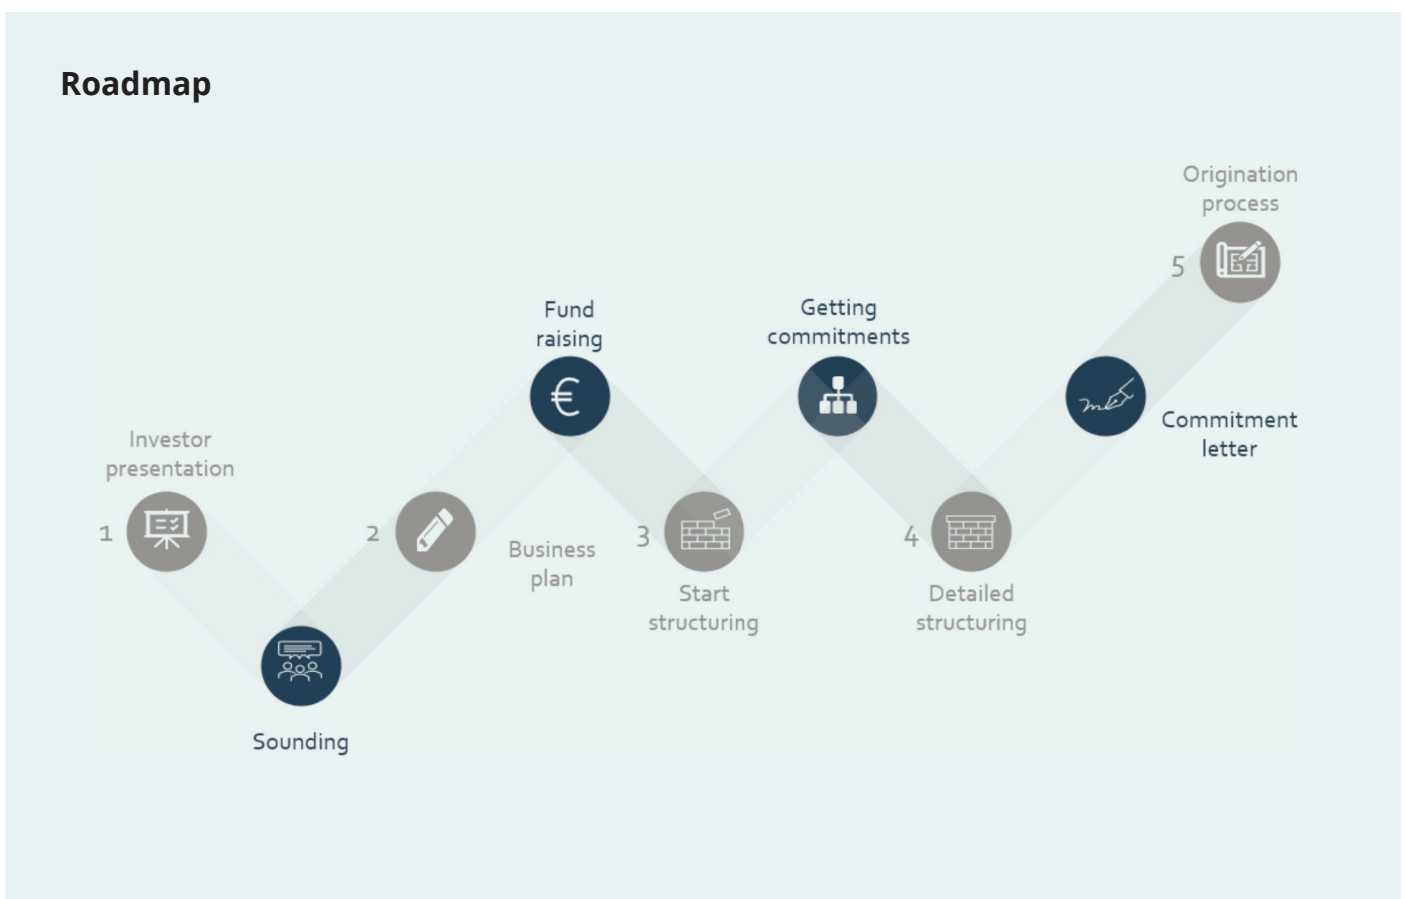 Roadmap
1
Investor
presentation
Sounding
2
Business
plan
Fund
raising
3
Start
structuring
Getting
commitments
4
Detailed
structuring
Commitment
letter
5
Origination
process